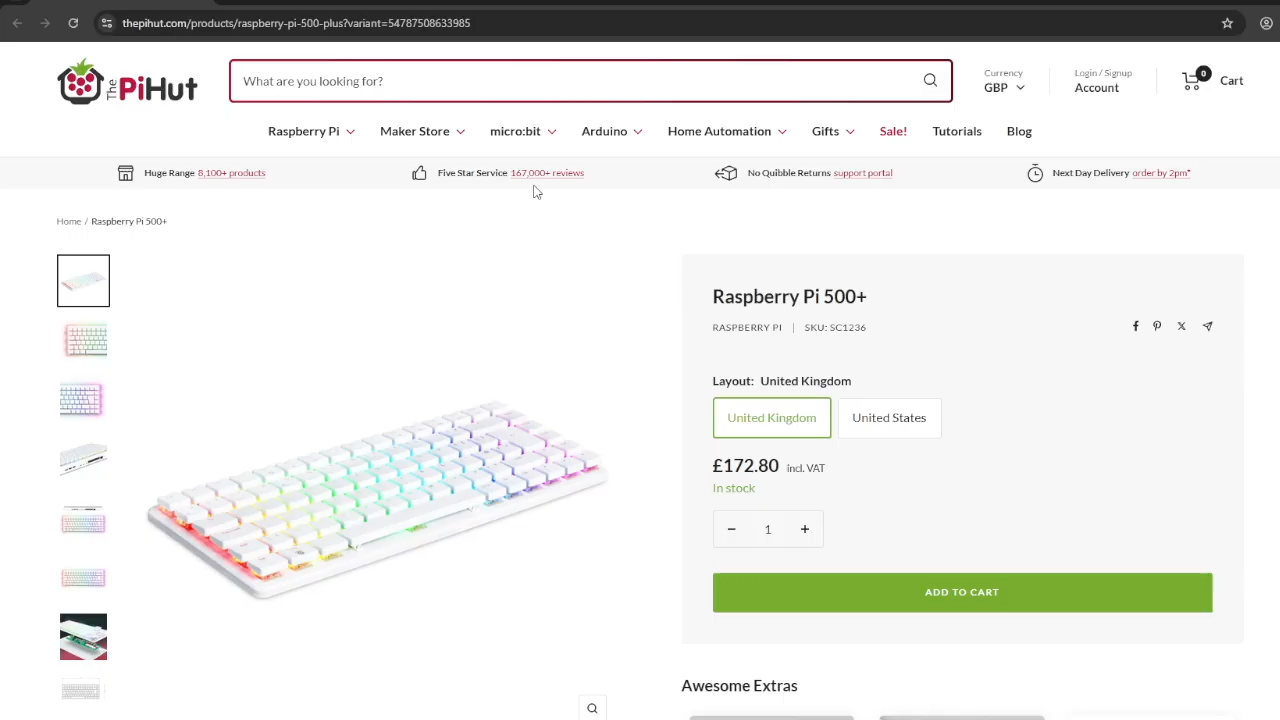 thepihut.com/products/raspberry-pi-500-plus?variant=54787508633985
The PiHut
What are you looking for?
Currency
GBP
Login / Signup
Account
0
Cart
Raspberry Pi
Maker Store
micro:bit
Arduino
Home Automation
Gifts
Sale!
Tutorials
Blog
Huge Range 8,100+ products
Five Star Service 167,000+ reviews
No Quibble Returns support portal
Next Day Delivery order by 2pm*
Home / Raspberry Pi 500+
Raspberry Pi 500+
RASPBERRY PI | SKU: SC1236
Layout: United Kingdom
United Kingdom
United States
£172.80 incl. VAT
In stock
− 1 +
ADD TO CART
Awesome Extras